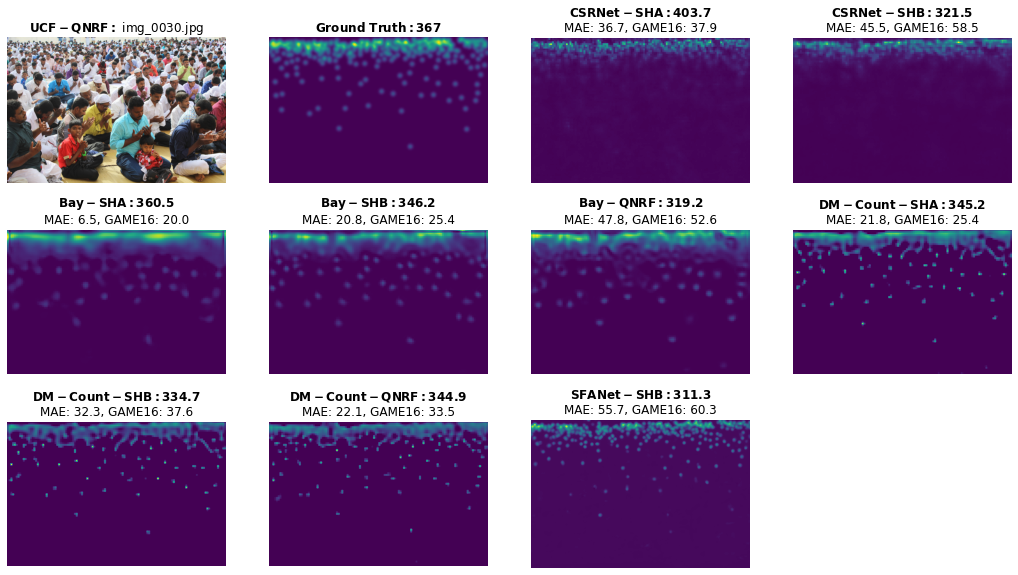 UCF − QNRF : img_0030.jpg
Ground Truth : 367
CSRNet − SHA : 403.7
MAE: 36.7, GAME16: 37.9
CSRNet − SHB : 321.5
MAE: 45.5, GAME16: 58.5
Bay − SHA : 360.5
MAE: 6.5, GAME16: 20.0
Bay − SHB : 346.2
MAE: 20.8, GAME16: 25.4
Bay − QNRF : 319.2
MAE: 47.8, GAME16: 52.6
DM − Count − SHA : 345.2
MAE: 21.8, GAME16: 25.4
DM − Count − SHB : 334.7
MAE: 32.3, GAME16: 37.6
DM − Count − QNRF : 344.9
MAE: 22.1, GAME16: 33.5
SFANet − SHB : 311.3
MAE: 55.7, GAME16: 60.3